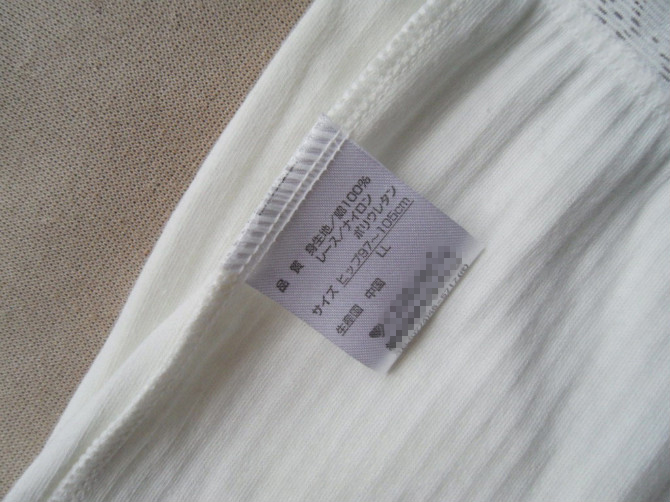 品質 身生地/綿100%
レース/ナイロン
ポリウレタン
サイズ ヒップ97~105cm
LL
生産国 中国